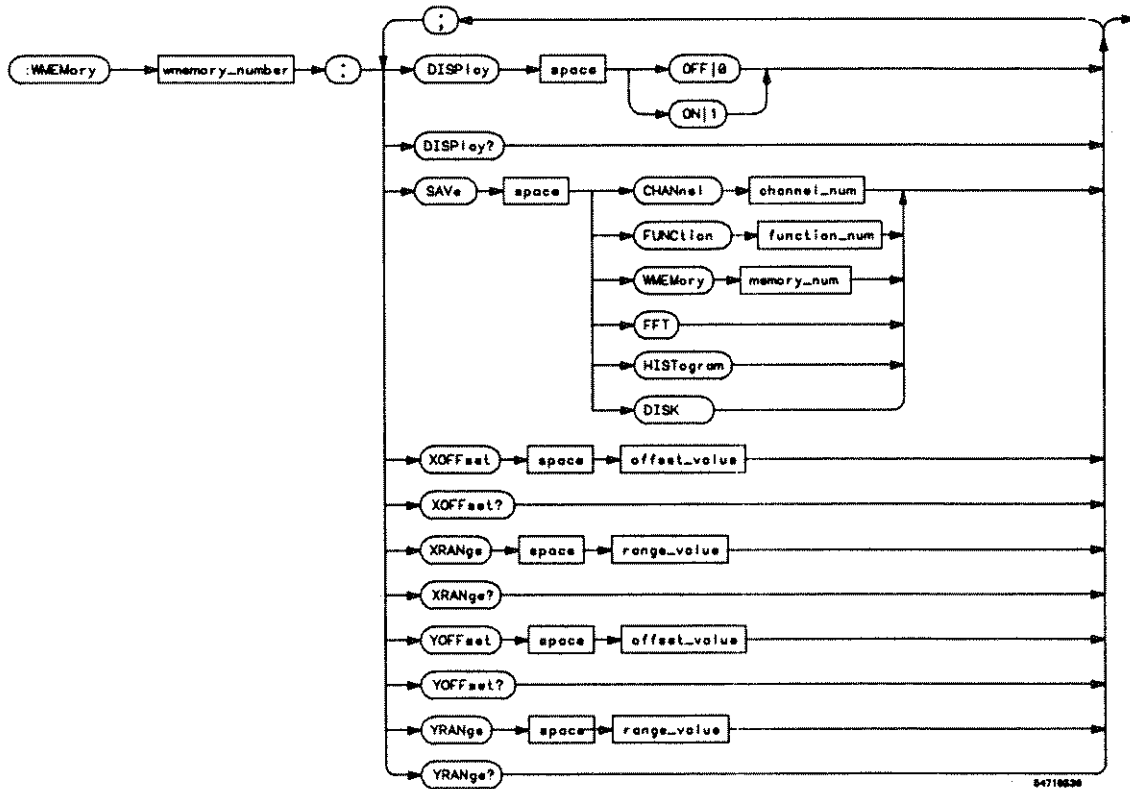 ;
:WMEMory wmemory_number : DISPlay space OFF|0
ON|1
DISPlay?
SAVe space CHANnel channel_num
FUNCtion function_num
WMEMory memory_num
FFT
HISTogram
DISK
XOFFset space offset_value
XOFFset?
XRANge space range_value
XRANge?
YOFFset space offset_value
YOFFset?
YRANge space range_value
YRANge?